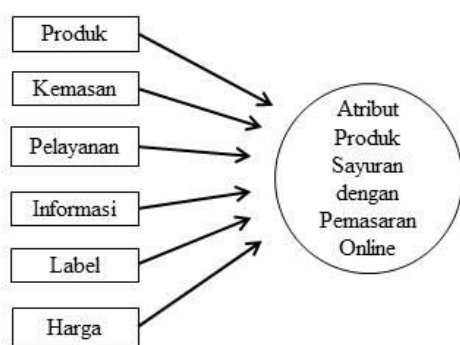 Produk
Kemasan
Pelayanan
Informasi
Label
Harga
Atribut
Produk
Sayuran
dengan
Pemasaran
Online